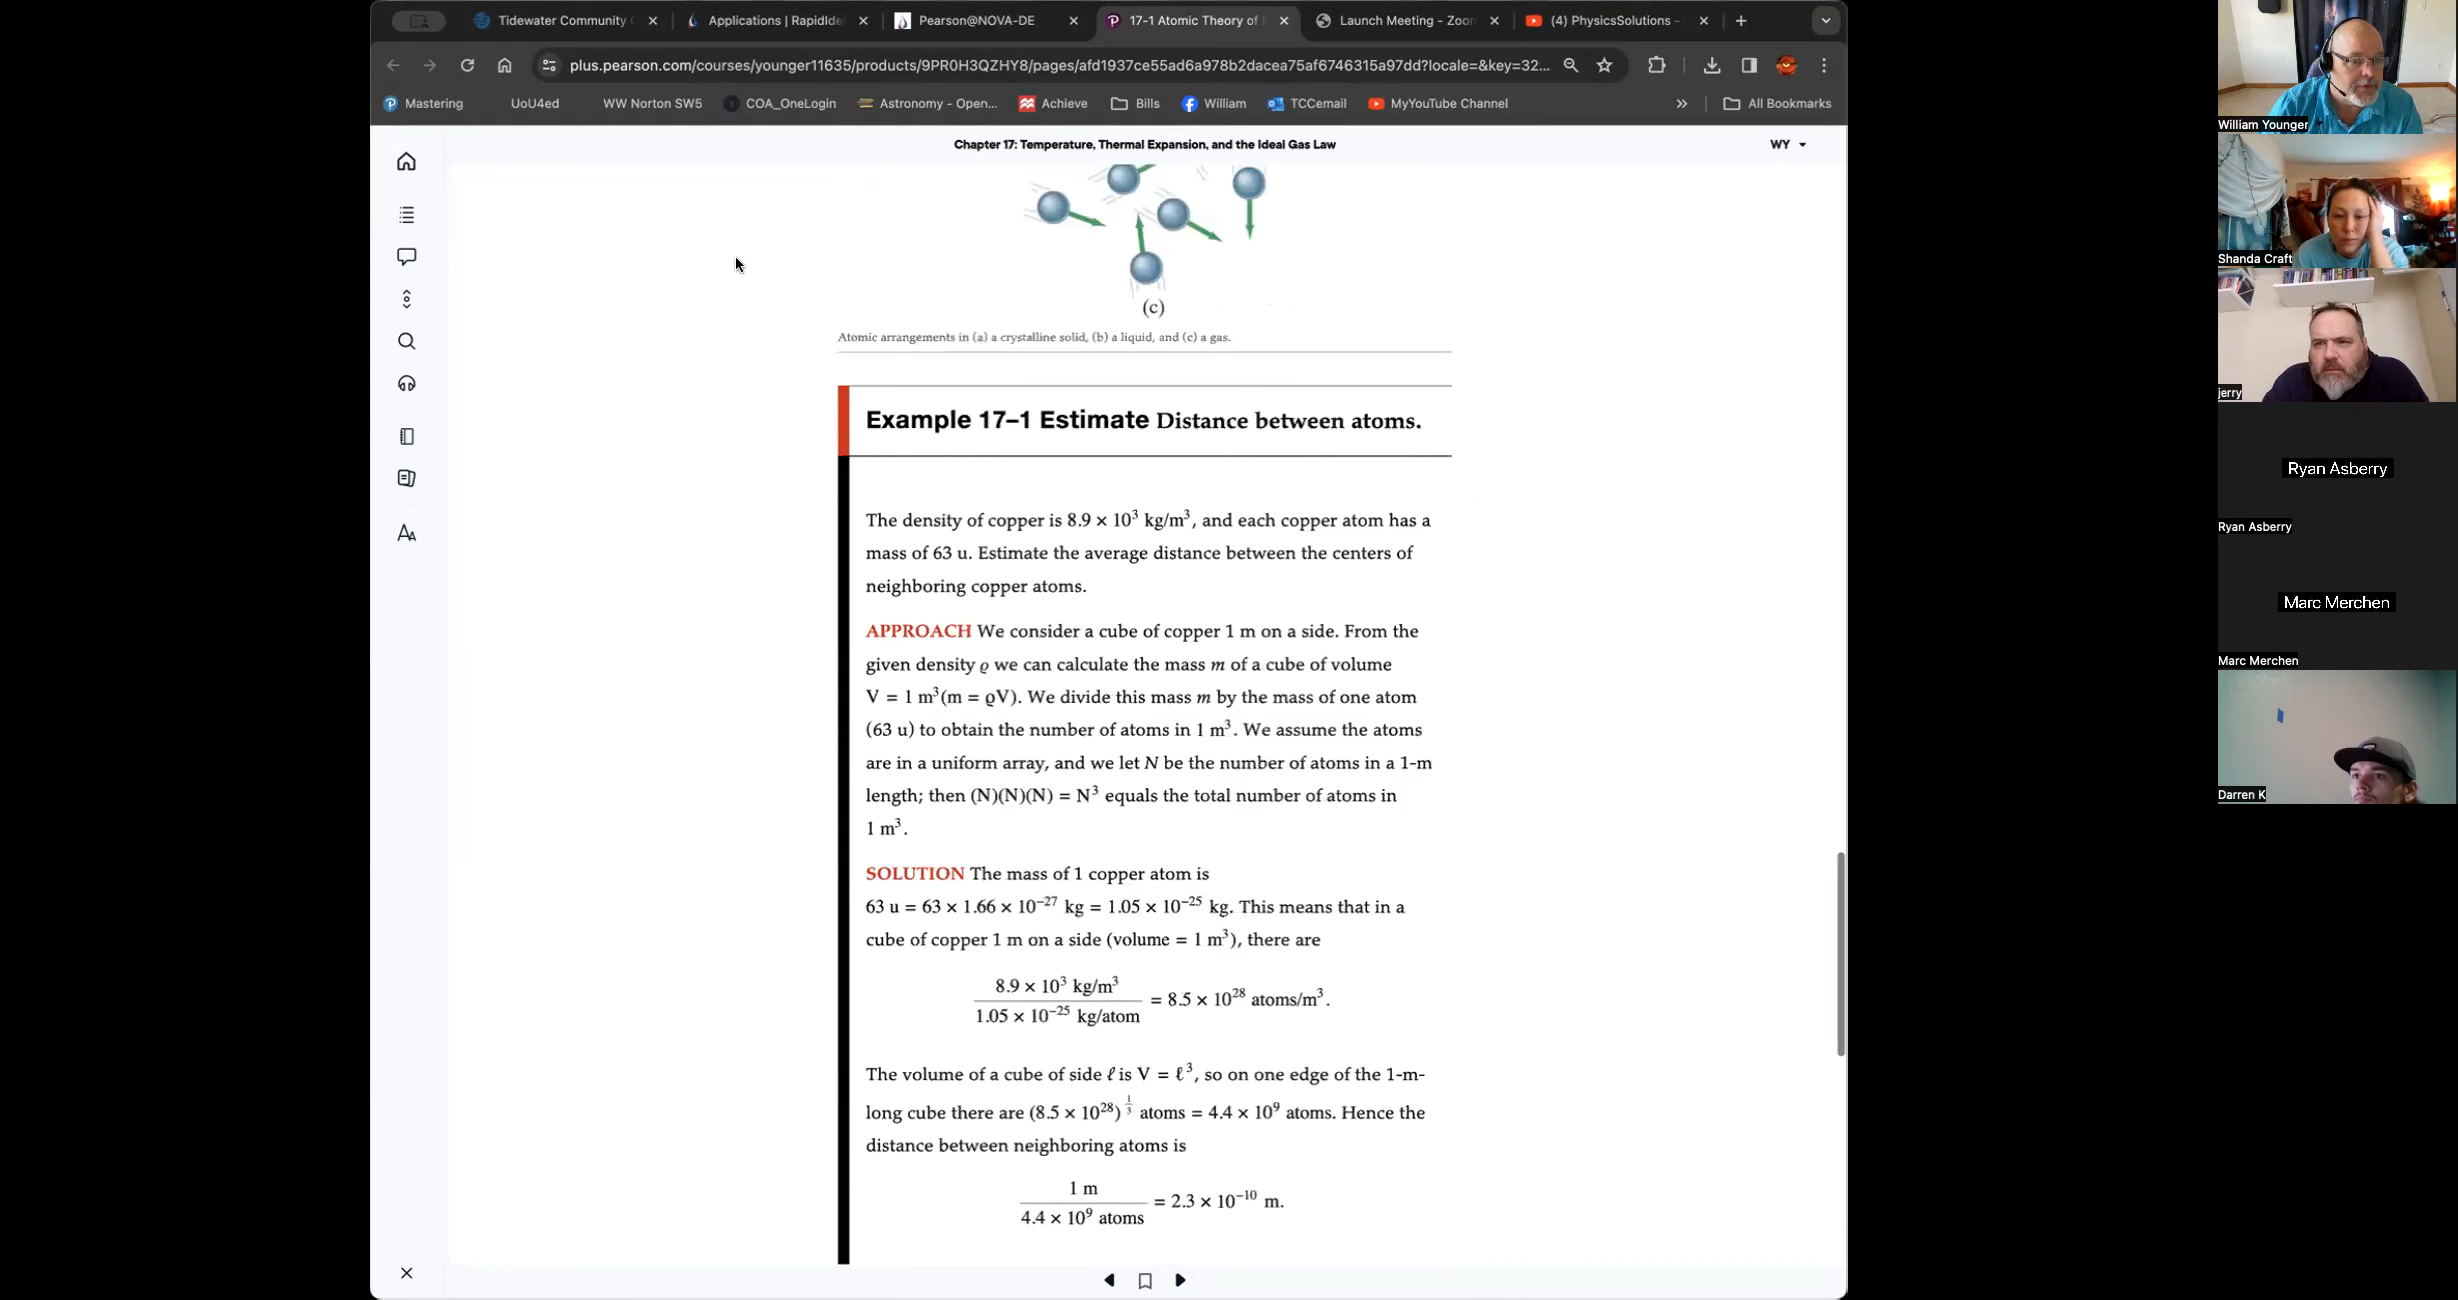 Tidewater Community
Applications | RapidIde
Pearson@NOVA-DE
17-1 Atomic Theory of
Launch Meeting - Zoo
(4) PhysicsSolutions -
plus.pearson.com/courses/younger11635/products/9PR0H3QZHY8/pages/afd1937ce55ad6a978b2dacea75af6746315a97dd?locale=&key=32...
Mastering
UoU4ed
WW Norton SW5
COA_OneLogin
Astronomy - Open...
Achieve
Bills
William
TCCemail
MyYouTube Channel
»
All Bookmarks
Chapter 17: Temperature, Thermal Expansion, and the Ideal Gas Law
WY
(c)
Atomic arrangements in (a) a crystalline solid, (b) a liquid, and (c) a gas.
Example 17–1 Estimate Distance between atoms.
The density of copper is 8.9 × 10³ kg/m³, and each copper atom has a
mass of 63 u. Estimate the average distance between the centers of
neighboring copper atoms.
APPROACH We consider a cube of copper 1 m on a side. From the
given density ϱ we can calculate the mass m of a cube of volume
V = 1 m³(m = ϱV). We divide this mass m by the mass of one atom
(63 u) to obtain the number of atoms in 1 m³. We assume the atoms
are in a uniform array, and we let N be the number of atoms in a 1-m
length; then (N)(N)(N) = N³ equals the total number of atoms in
1 m³.
SOLUTION The mass of 1 copper atom is
63 u = 63 × 1.66 × 10⁻²⁷ kg = 1.05 × 10⁻²⁵ kg. This means that in a
cube of copper 1 m on a side (volume = 1 m³), there are
8.9 × 10³ kg/m³
1.05 × 10⁻²⁵ kg/atom
= 8.5 × 10²⁸ atoms/m³.
The volume of a cube of side ℓ is V = ℓ³, so on one edge of the 1-m-
long cube there are (8.5 × 10²⁸)^(1/3) atoms = 4.4 × 10⁹ atoms. Hence the
distance between neighboring atoms is
1 m
4.4 × 10⁹ atoms
= 2.3 × 10⁻¹⁰ m.
William Younger
Shanda Craft
jerry
Ryan Asberry
Ryan Asberry
Marc Merchen
Marc Merchen
Darren K